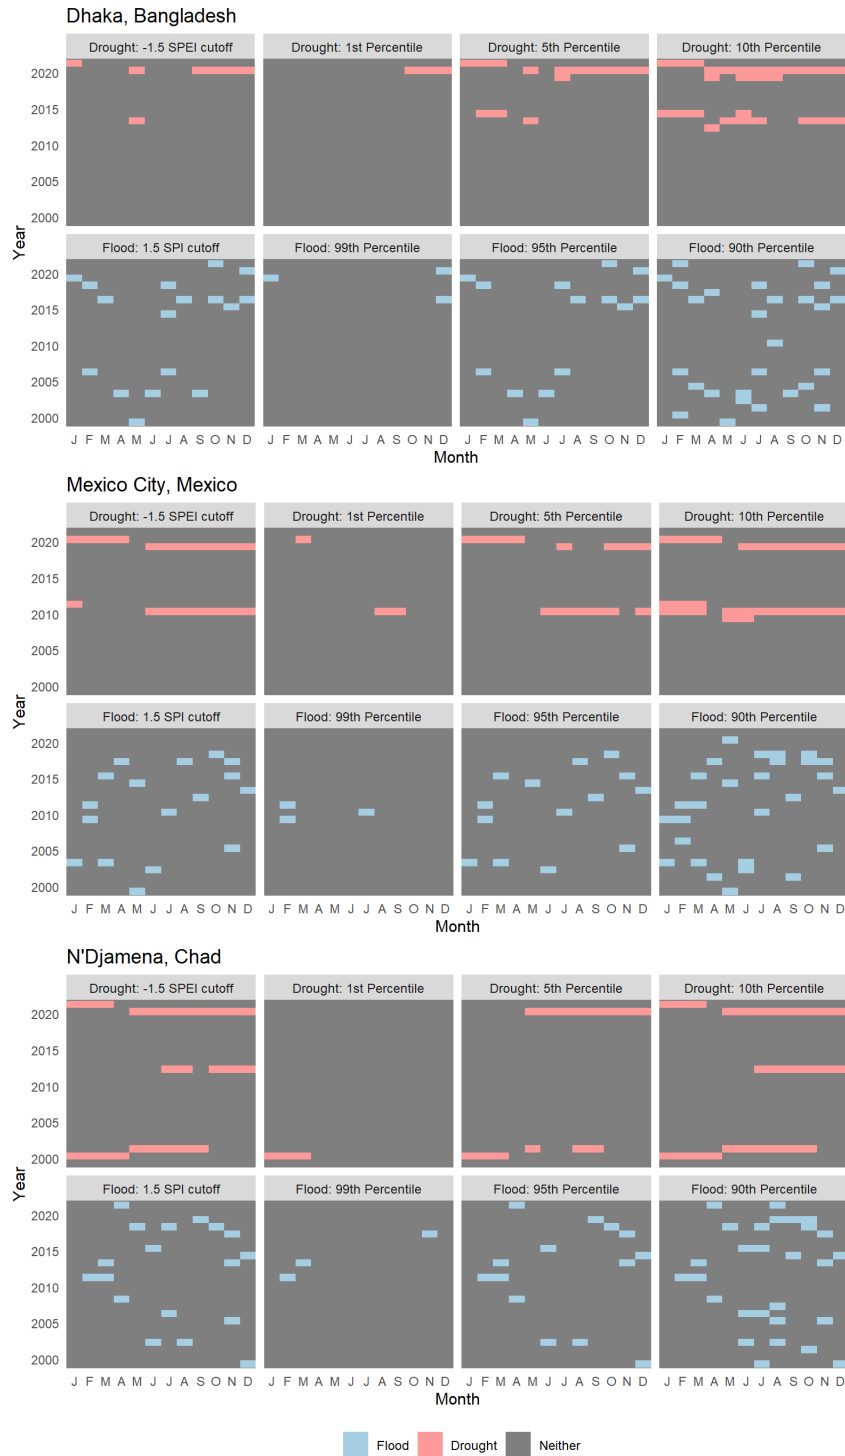 Dhaka, Bangladesh
Drought: -1.5 SPEI cutoff Drought: 1st Percentile Drought: 5th Percentile Drought: 10th Percentile
2020
2015
2010
2005
2000
Year
Flood: 1.5 SPI cutoff Flood: 99th Percentile Flood: 95th Percentile Flood: 90th Percentile
2020
2015
2010
2005
2000
J F M A M J J A S O N D J F M A M J J A S O N D J F M A M J J A S O N D J F M A M J J A S O N D
Month
Mexico City, Mexico
Drought: -1.5 SPEI cutoff Drought: 1st Percentile Drought: 5th Percentile Drought: 10th Percentile
2020
2015
2010
2005
2000
Year
Flood: 1.5 SPI cutoff Flood: 99th Percentile Flood: 95th Percentile Flood: 90th Percentile
2020
2015
2010
2005
2000
J F M A M J J A S O N D J F M A M J J A S O N D J F M A M J J A S O N D J F M A M J J A S O N D
Month
N'Djamena, Chad
Drought: -1.5 SPEI cutoff Drought: 1st Percentile Drought: 5th Percentile Drought: 10th Percentile
2020
2015
2010
2005
2000
Year
Flood: 1.5 SPI cutoff Flood: 99th Percentile Flood: 95th Percentile Flood: 90th Percentile
2020
2015
2010
2005
2000
J F M A M J J A S O N D J F M A M J J A S O N D J F M A M J J A S O N D J F M A M J J A S O N D
Month
Flood Drought Neither